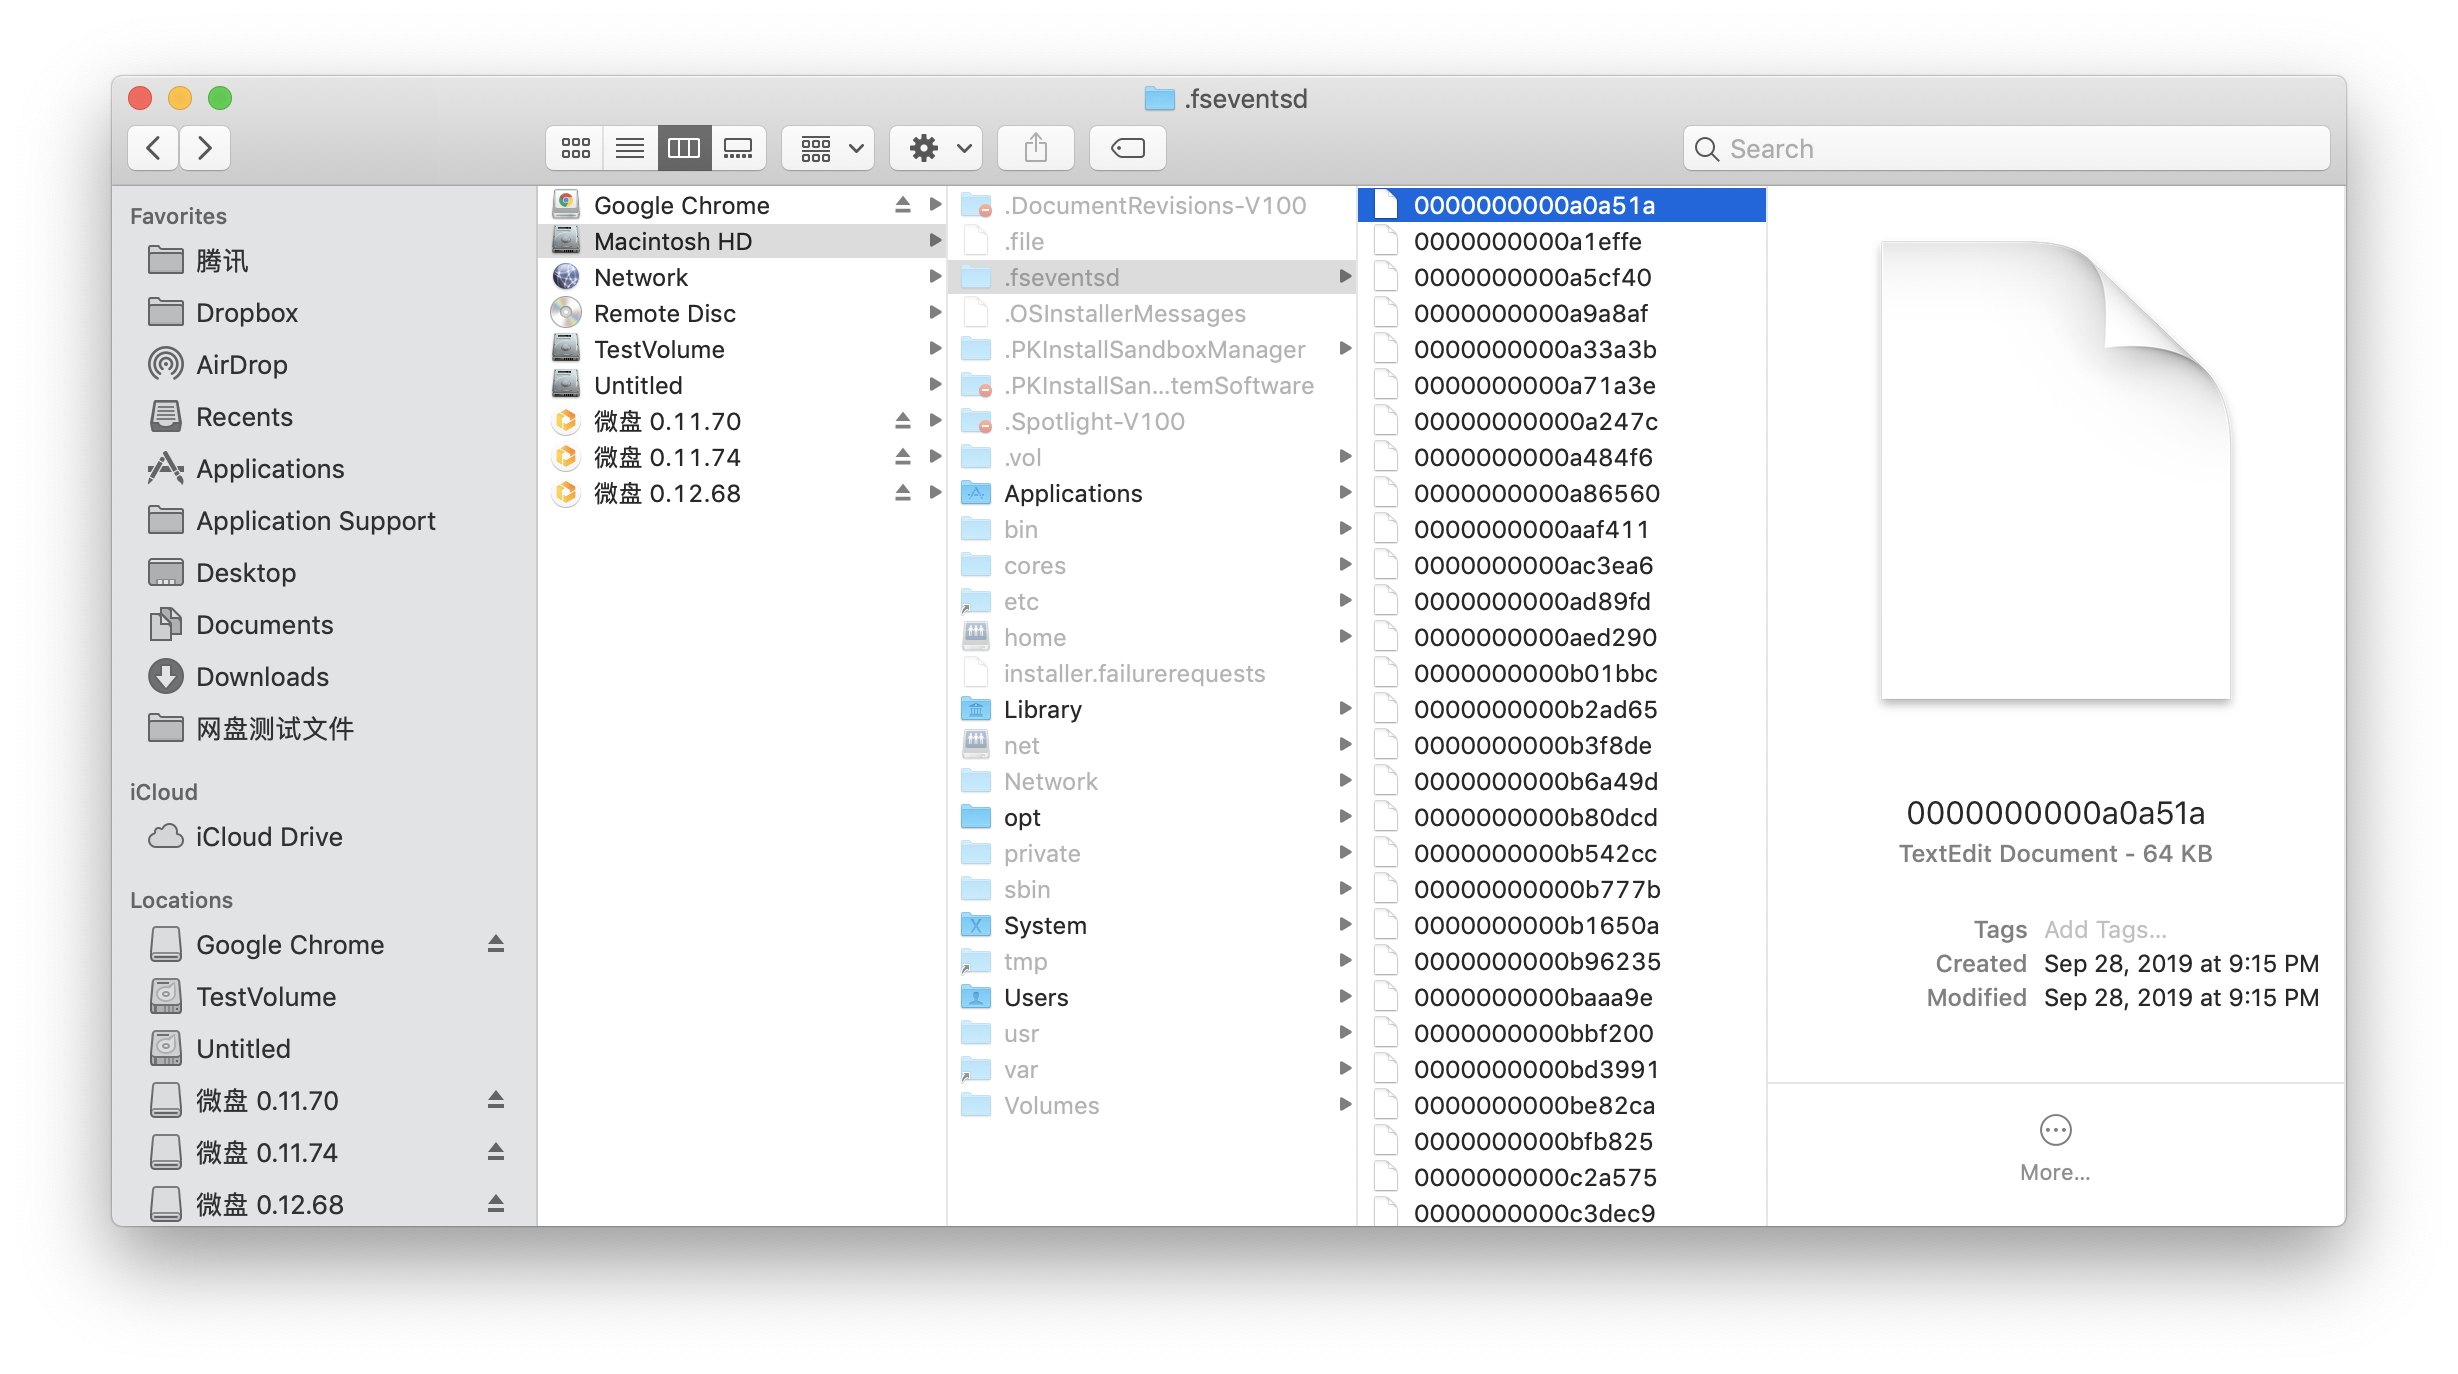 .fseventsd
Search
Favorites
腾讯
Dropbox
AirDrop
Recents
Applications
Application Support
Desktop
Documents
Downloads
网盘测试文件
iCloud
iCloud Drive
Locations
Google Chrome
TestVolume
Untitled
微盘 0.11.70
微盘 0.11.74
微盘 0.12.68
Google Chrome
Macintosh HD
Network
Remote Disc
TestVolume
Untitled
微盘 0.11.70
微盘 0.11.74
微盘 0.12.68
.DocumentRevisions-V100
.file
.fseventsd
.OSInstallerMessages
.PKInstallSandboxManager
.PKInstallSan...temSoftware
.Spotlight-V100
.vol
Applications
bin
cores
etc
home
installer.failurerequests
Library
net
Network
opt
private
sbin
System
tmp
Users
usr
var
Volumes
0000000000a0a51a
0000000000a1effe
0000000000a5cf40
0000000000a9a8af
0000000000a33a3b
0000000000a71a3e
0000000000a247c
0000000000a484f6
0000000000a86560
0000000000aaf411
0000000000ac3ea6
0000000000ad89fd
0000000000aed290
0000000000b01bbc
0000000000b2ad65
0000000000b3f8de
0000000000b6a49d
0000000000b80dcd
0000000000b542cc
0000000000b777b
0000000000b1650a
0000000000b96235
0000000000baaa9e
0000000000bbf200
0000000000bd3991
0000000000be82ca
0000000000bfb825
0000000000c2a575
0000000000c3dec9
0000000000a0a51a
TextEdit Document - 64 KB
Tags Add Tags...
Created Sep 28, 2019 at 9:15 PM
Modified Sep 28, 2019 at 9:15 PM
More...